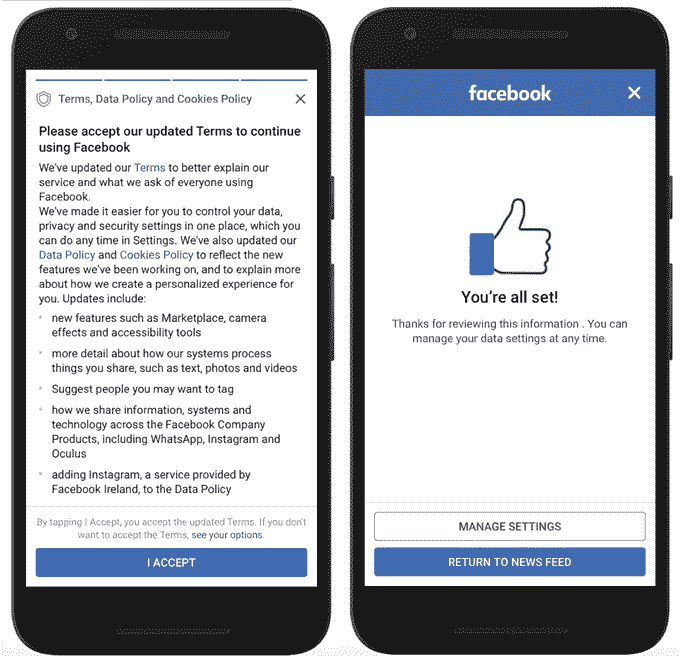 Terms, Data Policy and Cookies Policy
Please accept our updated Terms to continue
using Facebook
We've updated our Terms to better explain our
service and what we ask of everyone using
Facebook.
We've made it easier for you to control your data,
privacy and security settings in one place, which you
can do any time in Settings. We've also updated our
Data Policy and Cookies Policy to reflect the new
features we've been working on, and to explain more
about how we create a personalized experience for
you. Updates include:
new features such as Marketplace, camera
effects and accessibility tools
more detail about how our systems process
things you share, such as text, photos and videos
Suggest people you may want to tag
how we share information, systems and
technology across the Facebook Company
Products, including WhatsApp, Instagram and
Oculus
adding Instagram, a service provided by
Facebook Ireland, to the Data Policy
By tapping I Accept, you accept the updated Terms. If you don't
want to accept the Terms, see your options.
I ACCEPT
facebook
You're all set!
Thanks for reviewing this information . You can
manage your data settings at any time.
MANAGE SETTINGS
RETURN TO NEWS FEED